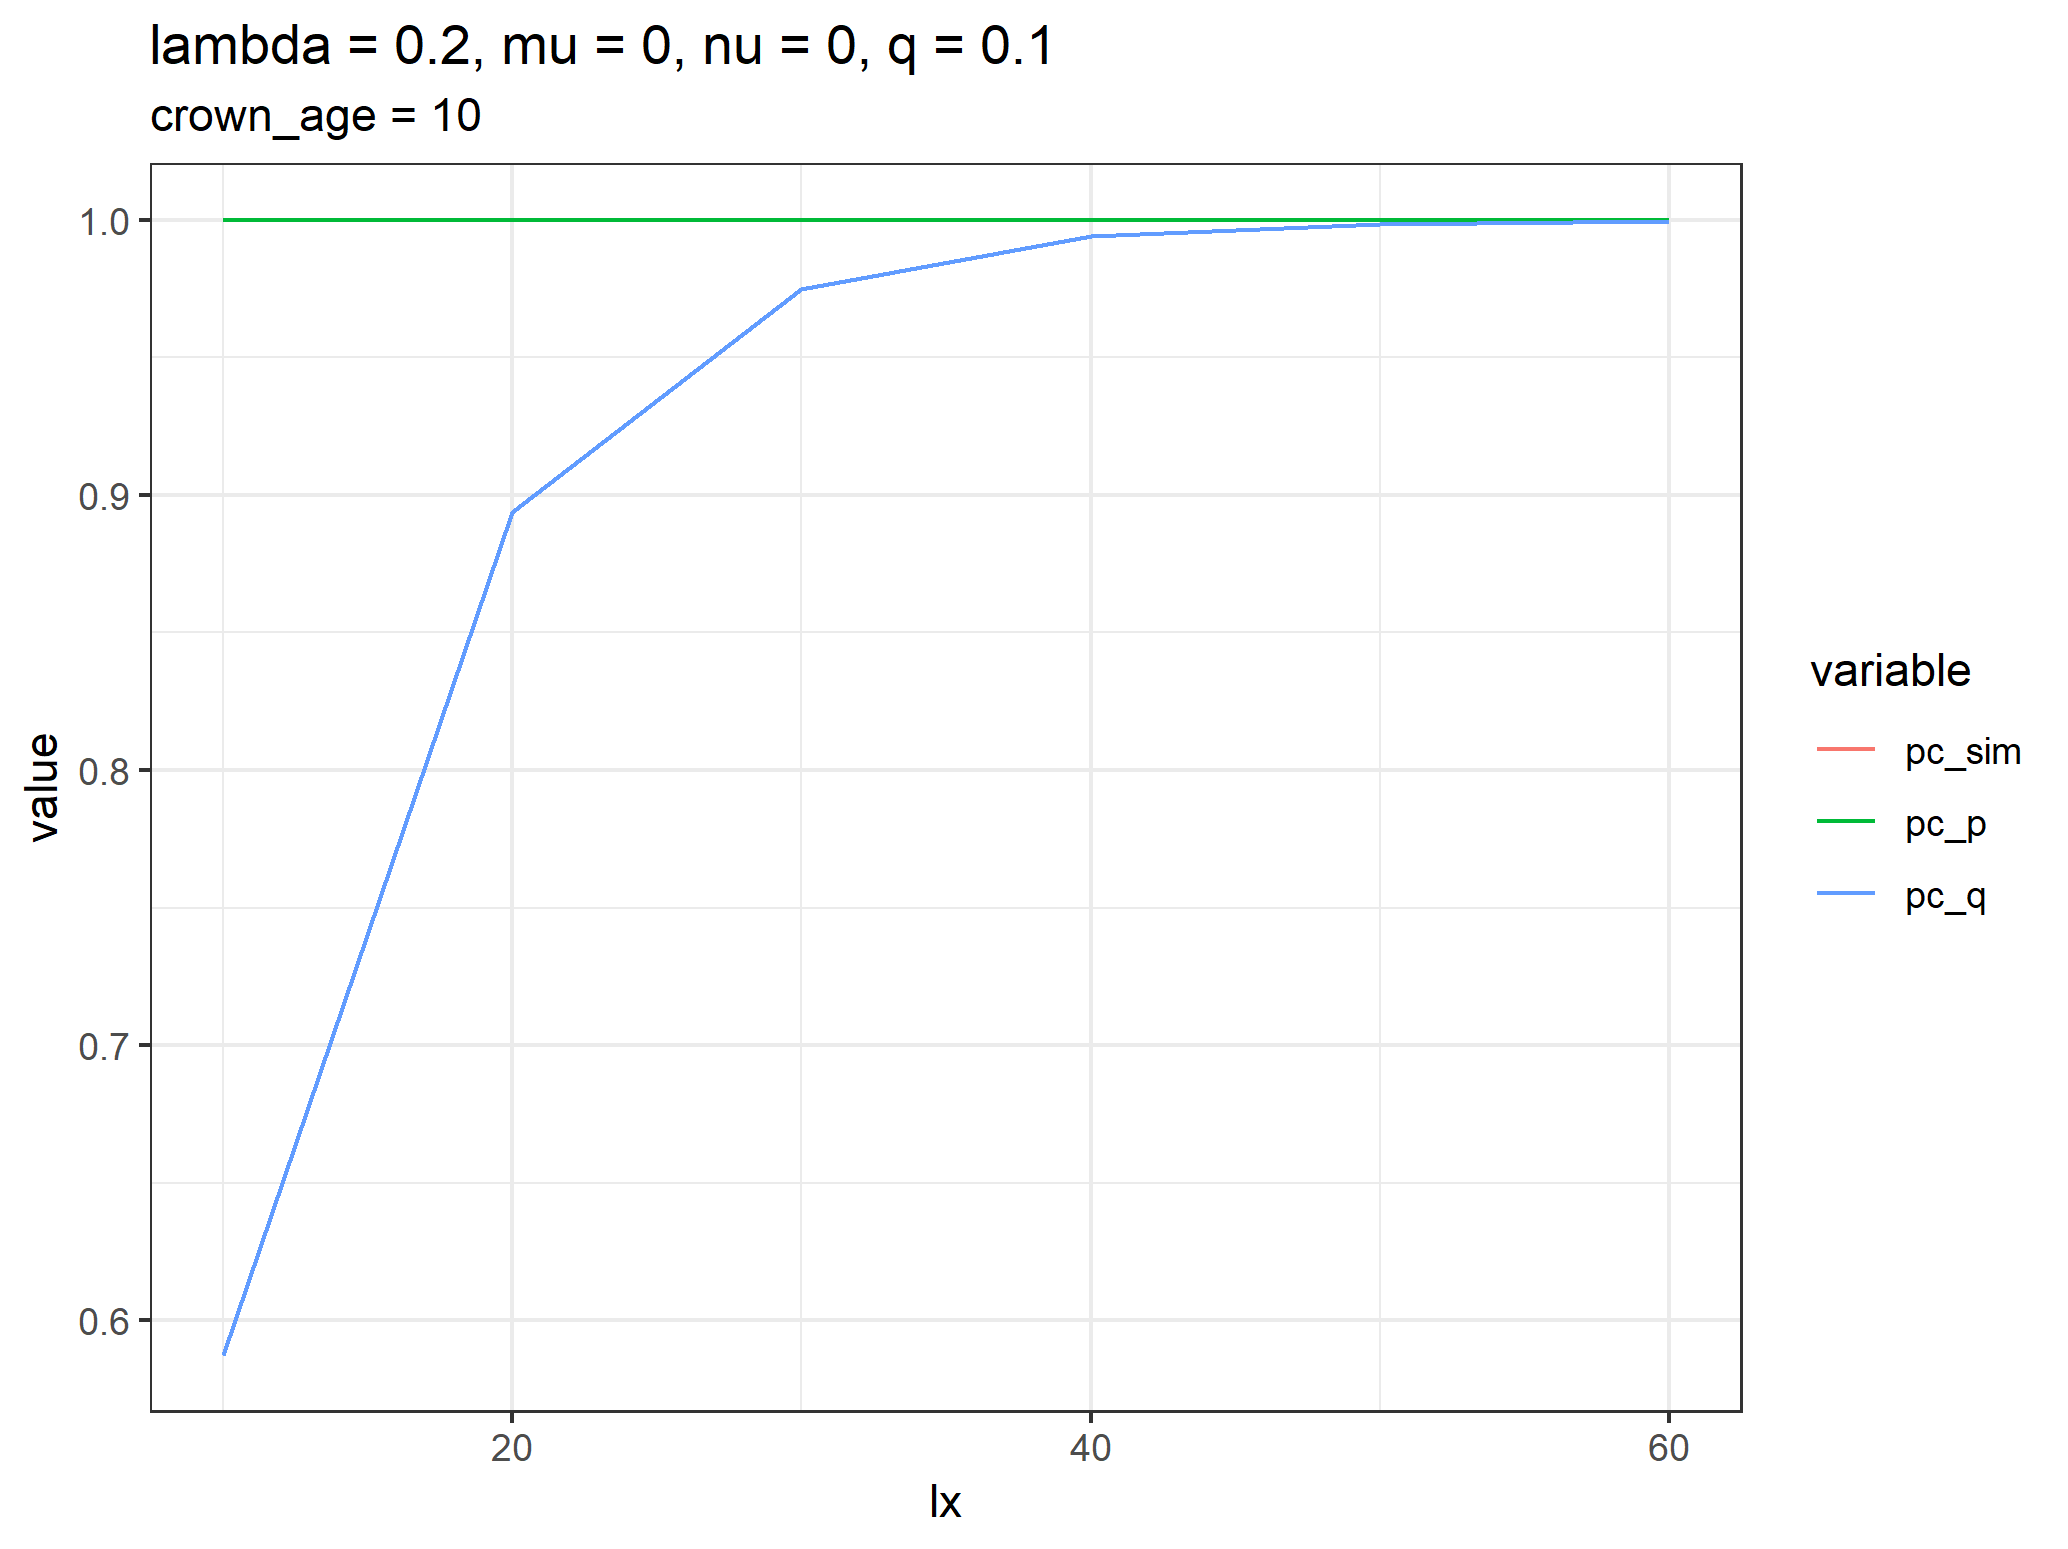 lambda = 0.2, mu = 0, nu = 0, q = 0.1
crown_age = 10
1.0
0.9
0.8
0.7
0.6
value
20
40
60
lx
variable
pc_sim
pc_p
pc_q